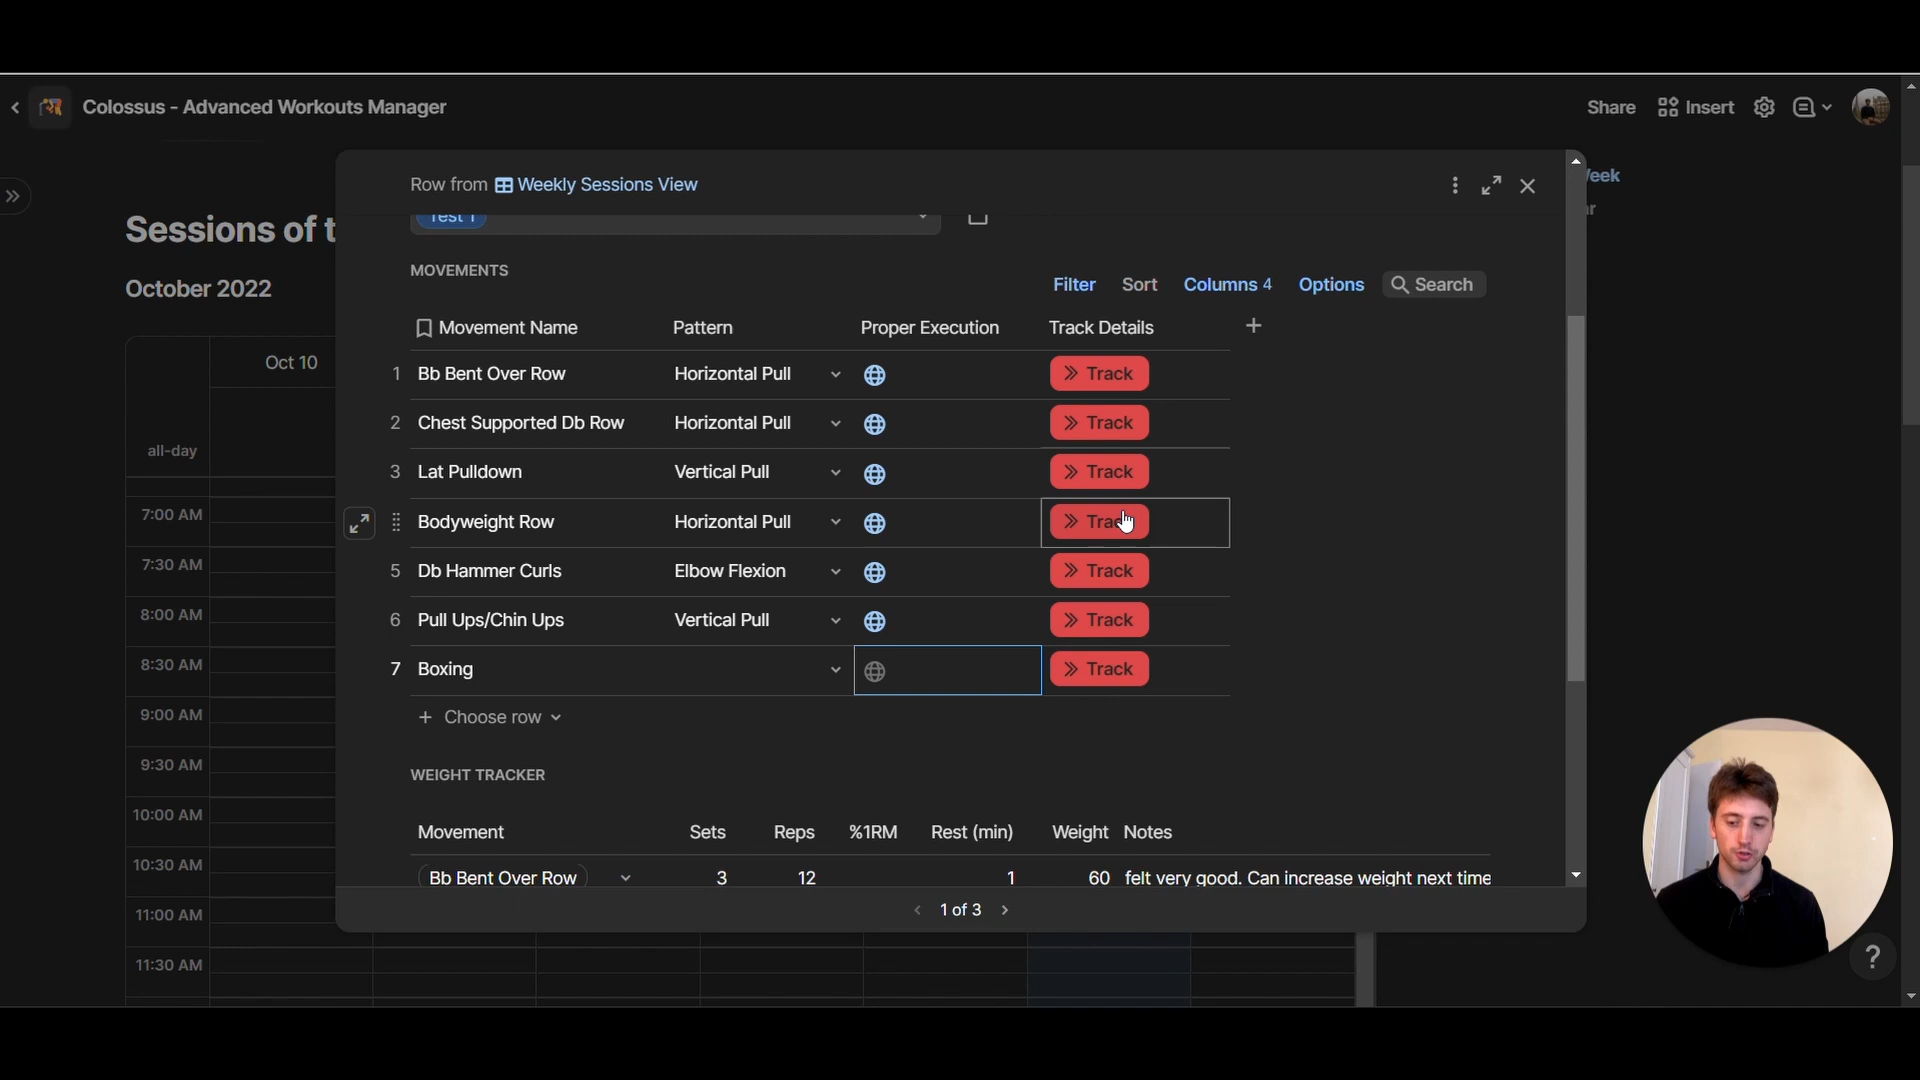 Colossus - Advanced Workouts Manager
Share Insert
Row from Weekly Sessions View
Week
Test 1
Sessions of t
MOVEMENTS
Filter Sort Columns 4 Options Search
October 2022
Movement Name Pattern Proper Execution Track Details
Oct 10
1 Bb Bent Over Row Horizontal Pull Track
2 Chest Supported Db Row Horizontal Pull Track
all-day
3 Lat Pulldown Vertical Pull Track
7:00 AM
Bodyweight Row Horizontal Pull Track
7:30 AM
5 Db Hammer Curls Elbow Flexion Track
8:00 AM
6 Pull Ups/Chin Ups Vertical Pull Track
8:30 AM
7 Boxing Track
9:00 AM
Choose row
9:30 AM
WEIGHT TRACKER
10:00 AM
Movement Sets Reps %1RM Rest (min) Weight Notes
10:30 AM
Bb Bent Over Row 3 12 1 60 felt very good. Can increase weight next time
11:00 AM
1 of 3
11:30 AM
?